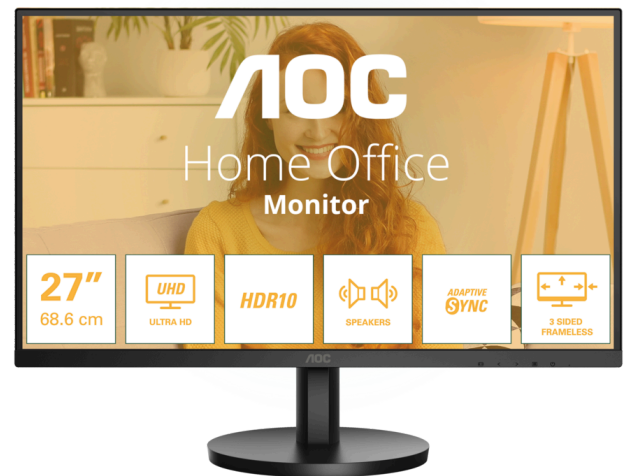 AOC
Home Office
Monitor
27"
68.6 cm
UHD
ULTRA HD
HDR10
SPEAKERS
ADAPTIVE
SYNC
3 SIDED
FRAMELESS
AOC